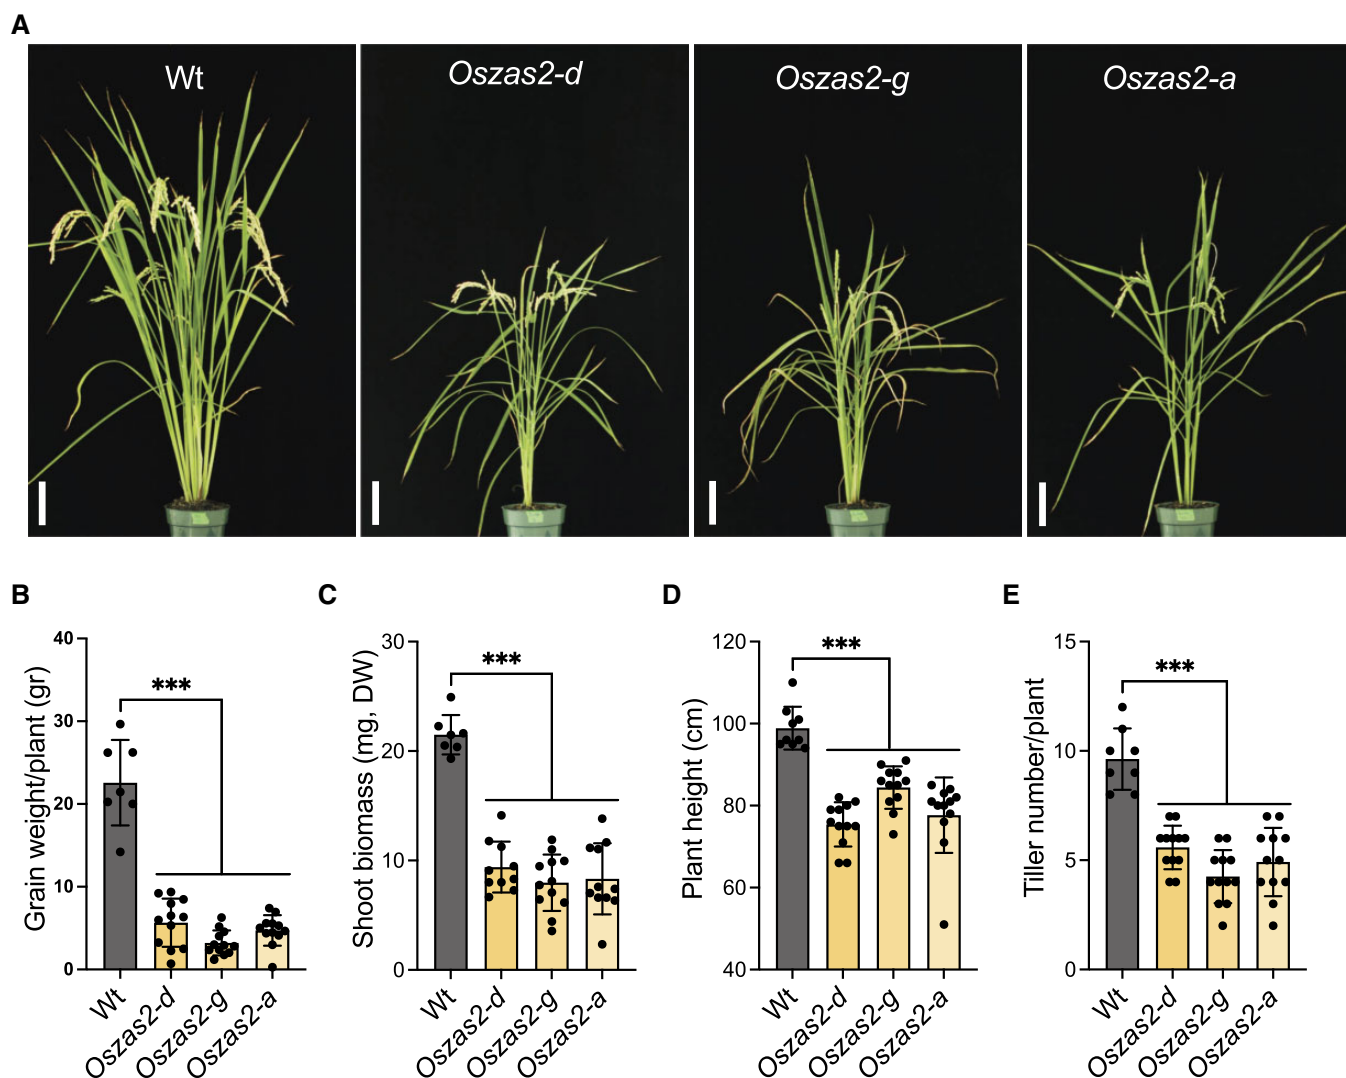 A
Wt
Oszas2-d
Oszas2-g
Oszas2-a
B
C
D
E
Grain weight/plant (gr)
40
30
20
10
0
***
Wt
Oszas2-d
Oszas2-g
Oszas2-a
Shoot biomass (mg, DW)
30
20
10
0
***
Wt
Oszas2-d
Oszas2-g
Oszas2-a
Plant height (cm)
120
100
80
60
40
***
Wt
Oszas2-d
Oszas2-g
Oszas2-a
Tiller number/plant
15
10
5
0
***
Wt
Oszas2-d
Oszas2-g
Oszas2-a